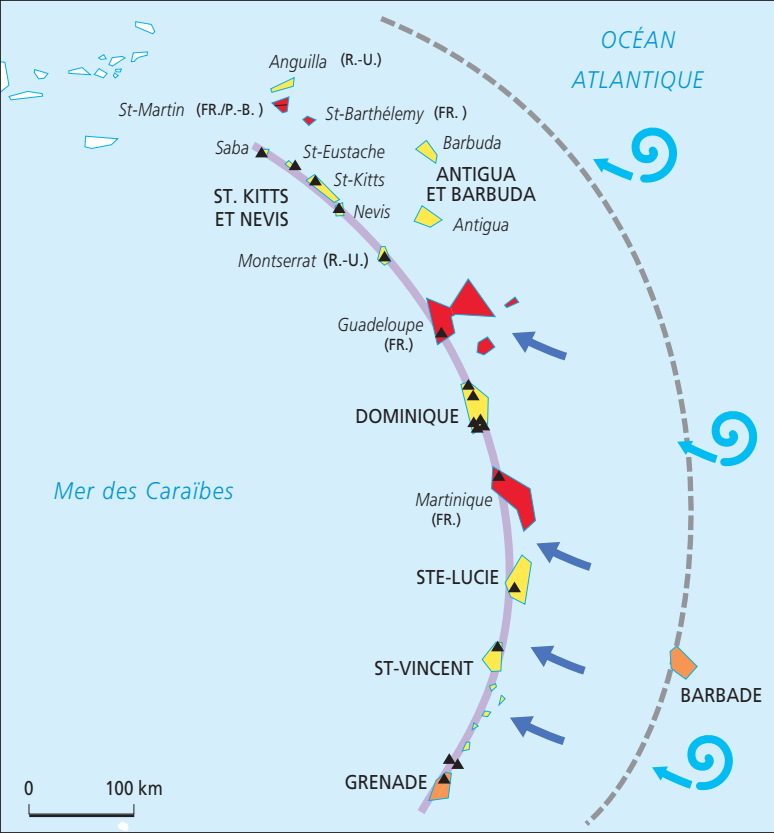 OCÉAN
ATLANTIQUE
Anguilla (R.-U.)
St-Martin (FR./P.-B. )
St-Barthélemy (FR. )
Saba
St-Eustache
Barbuda
St-Kitts
ANTIGUA
ET BARBUDA
ST. KITTS
ET NEVIS
Nevis
Antigua
Montserrat (R.-U.)
Guadeloupe
(FR.)
DOMINIQUE
Mer des Caraïbes
Martinique
(FR.)
STE-LUCIE
ST-VINCENT
BARBADE
GRENADE
0 100 km